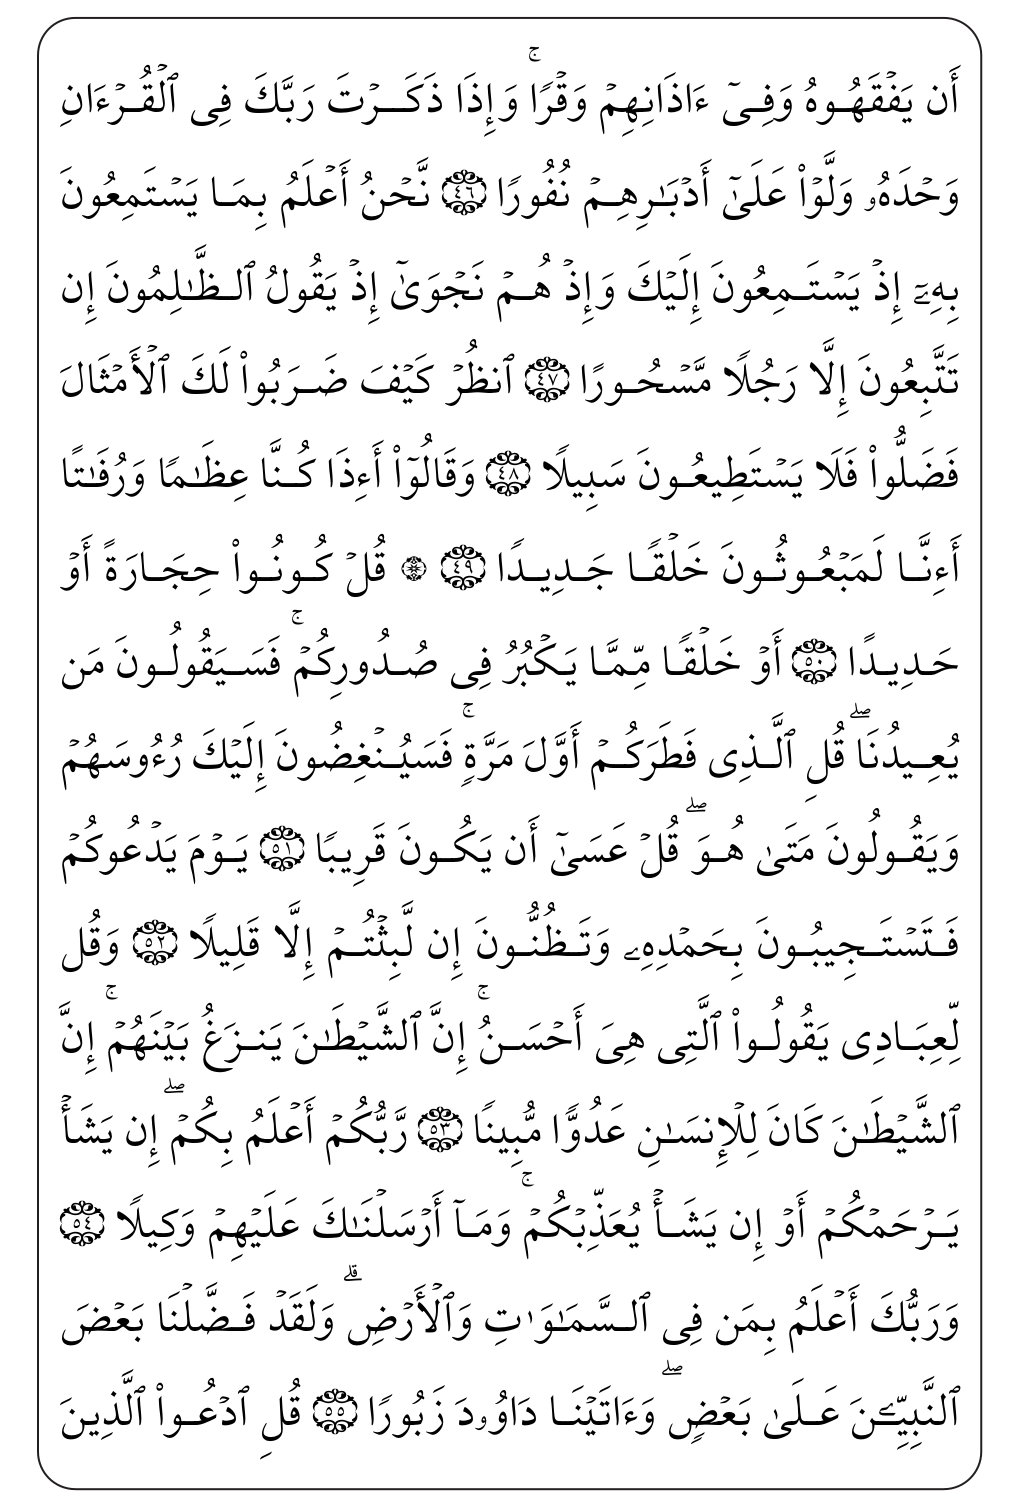 أَن يَفۡقَهُوهُ وَفِيٓ ءَاذَانِهِمۡ وَقۡرٗاۚ وَإِذَا ذَكَرۡتَ رَبَّكَ فِي ٱلۡقُرۡءَانِ
وَحۡدَهُۥ وَلَّوۡاْ عَلَىٰٓ أَدۡبَٰرِهِمۡ نُفُورٗا ٤٦ نَّحۡنُ أَعۡلَمُ بِمَا يَسۡتَمِعُونَ
بِهِۦٓ إِذۡ يَسۡتَمِعُونَ إِلَيۡكَ وَإِذۡ هُمۡ نَجۡوَىٰٓ إِذۡ يَقُولُ ٱلظَّٰلِمُونَ إِن
تَتَّبِعُونَ إِلَّا رَجُلٗا مَّسۡحُورًا ٤٧ ٱنظُرۡ كَيۡفَ ضَرَبُواْ لَكَ ٱلۡأَمۡثَالَ
فَضَلُّواْ فَلَا يَسۡتَطِيعُونَ سَبِيلٗا ٤٨ وَقَالُوٓاْ أَءِذَا كُنَّا عِظَٰمٗا وَرُفَٰتًا
أَءِنَّا لَمَبۡعُوثُونَ خَلۡقٗا جَدِيدٗا ٤٩ ۞ قُلۡ كُونُواْ حِجَارَةً أَوۡ
حَدِيدًا ٥٠ أَوۡ خَلۡقٗا مِّمَّا يَكۡبُرُ فِي صُدُورِكُمۡۚ فَسَيَقُولُونَ مَن
يُعِيدُنَاۖ قُلِ ٱلَّذِي فَطَرَكُمۡ أَوَّلَ مَرَّةٖۚ فَسَيُنۡغِضُونَ إِلَيۡكَ رُءُوسَهُمۡ
وَيَقُولُونَ مَتَىٰ هُوَۖ قُلۡ عَسَىٰٓ أَن يَكُونَ قَرِيبٗا ٥١ يَوۡمَ يَدۡعُوكُمۡ
فَتَسۡتَجِيبُونَ بِحَمۡدِهِۦ وَتَظُنُّونَ إِن لَّبِثۡتُمۡ إِلَّا قَلِيلٗا ٥٢ وَقُل
لِّعِبَادِي يَقُولُواْ ٱلَّتِي هِيَ أَحۡسَنُۚ إِنَّ ٱلشَّيۡطَٰنَ يَنزَغُ بَيۡنَهُمۡۚ إِنَّ
ٱلشَّيۡطَٰنَ كَانَ لِلۡإِنسَٰنِ عَدُوّٗا مُّبِينٗا ٥٣ رَّبُّكُمۡ أَعۡلَمُ بِكُمۡۖ إِن يَشَأۡ
يَرۡحَمۡكُمۡ أَوۡ إِن يَشَأۡ يُعَذِّبۡكُمۡۚ وَمَآ أَرۡسَلۡنَٰكَ عَلَيۡهِمۡ وَكِيلٗا ٥٤
وَرَبُّكَ أَعۡلَمُ بِمَن فِي ٱلسَّمَٰوَٰتِ وَٱلۡأَرۡضِۗ وَلَقَدۡ فَضَّلۡنَا بَعۡضَ
ٱلنَّبِيِّـۧنَ عَلَىٰ بَعۡضٖۖ وَءَاتَيۡنَا دَاوُۥدَ زَبُورٗا ٥٥ قُلِ ٱدۡعُواْ ٱلَّذِينَ